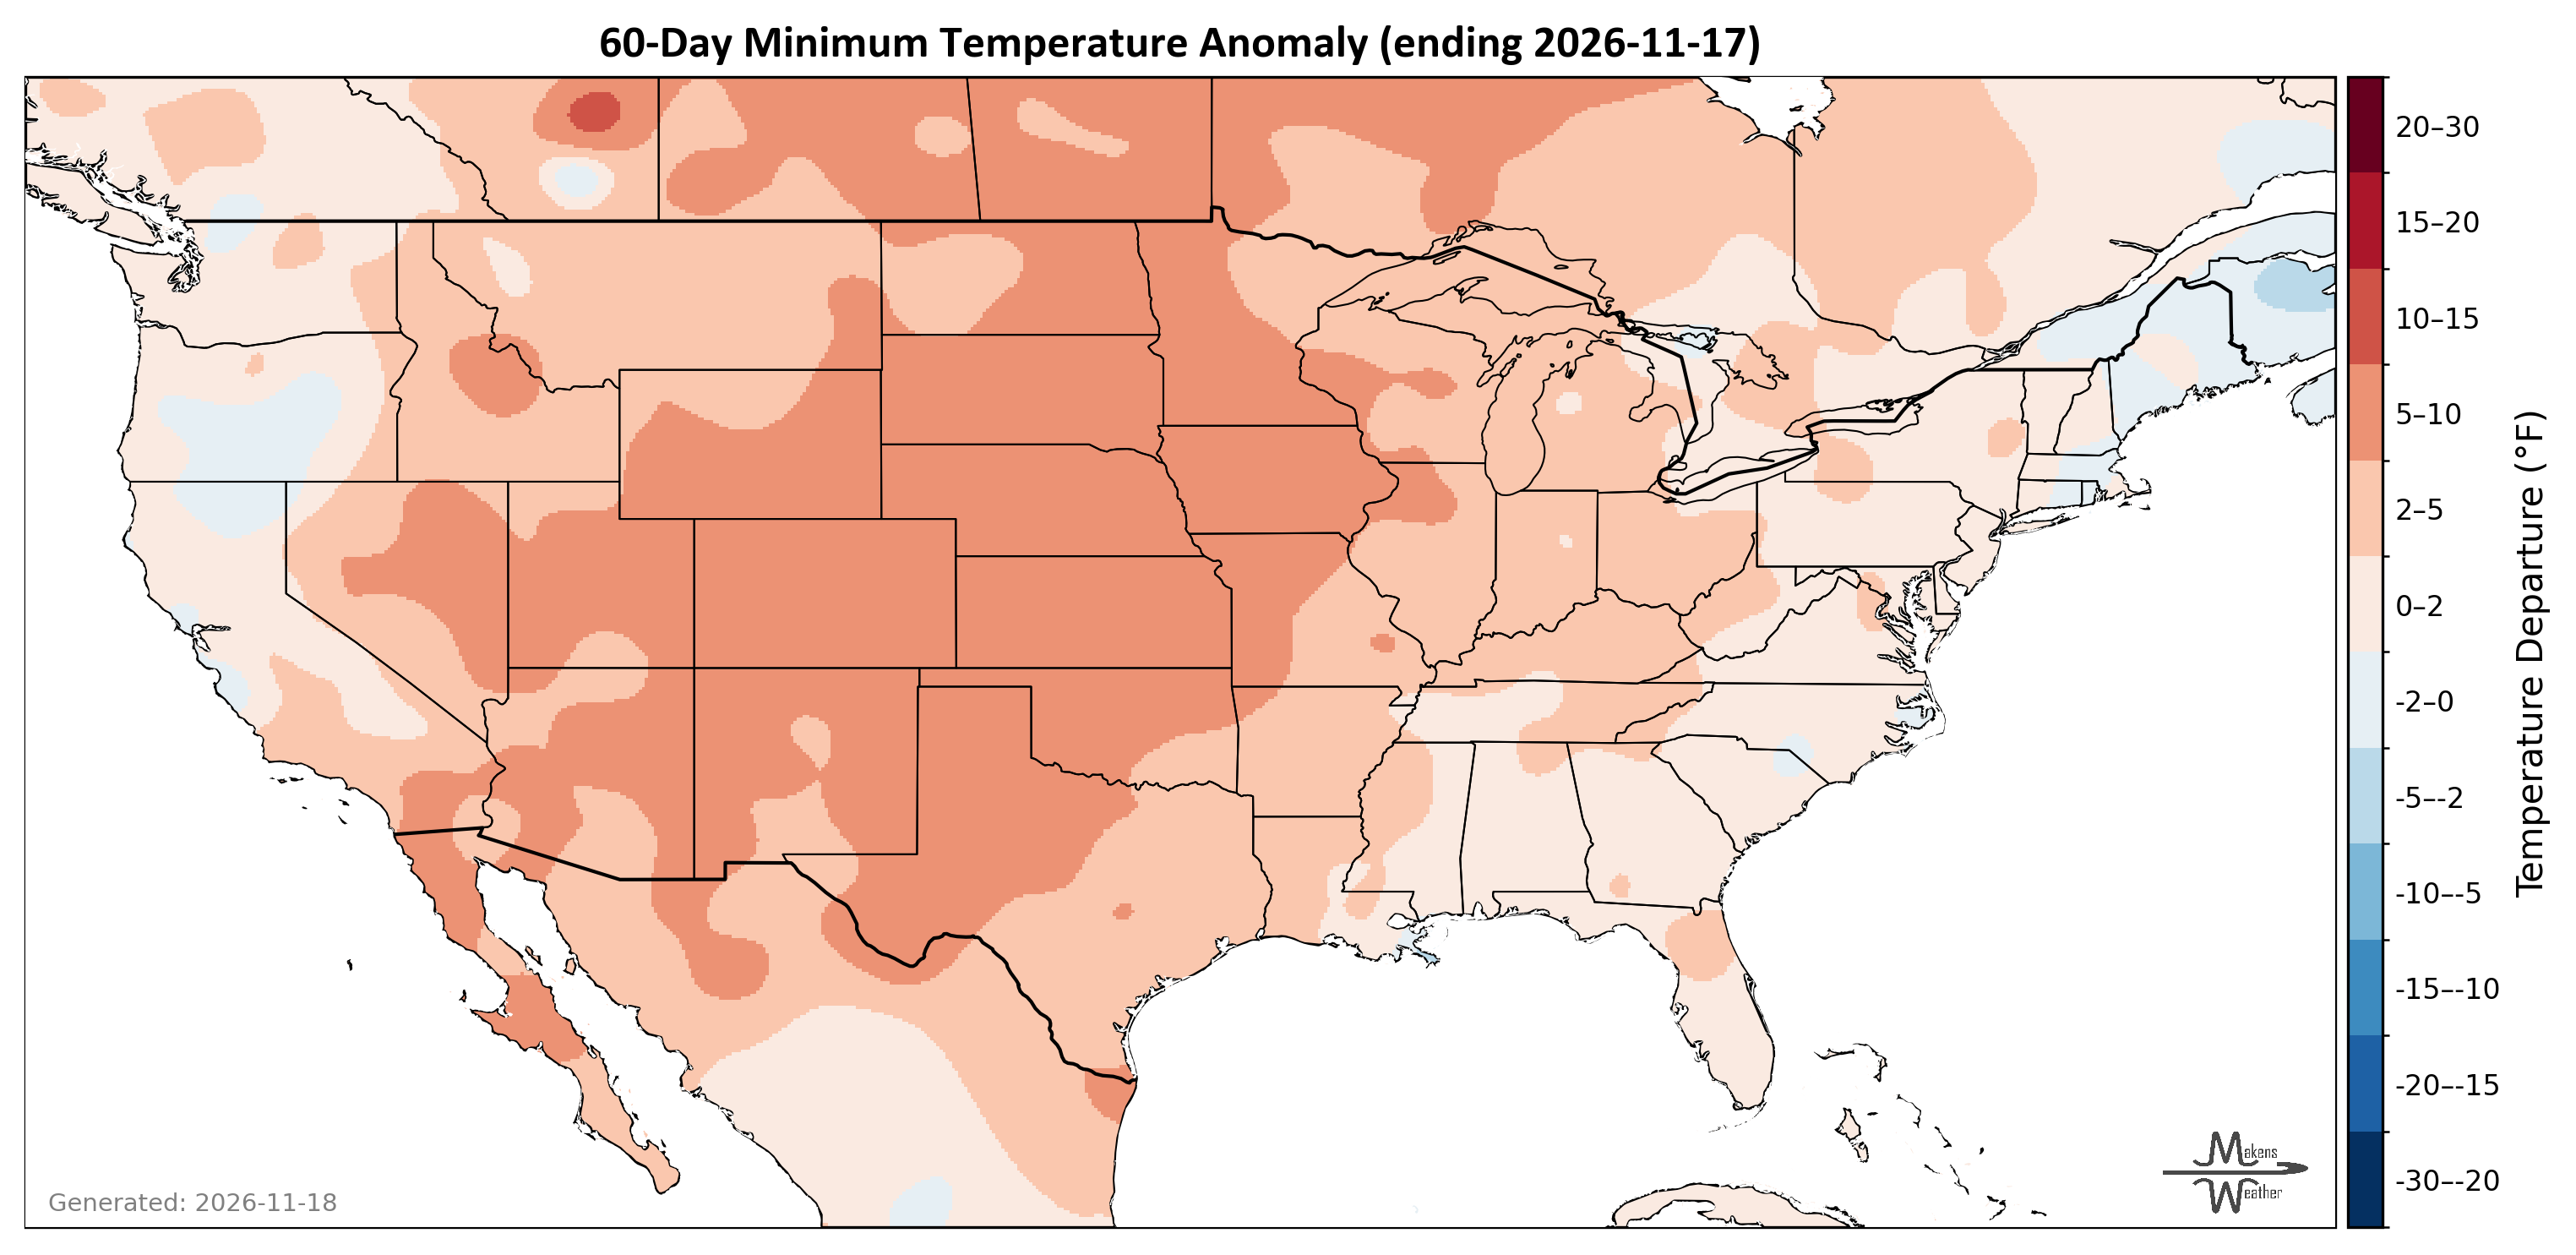 60-Day Minimum Temperature Anomaly (ending 2026-11-17)
20–30
15–20
10–15
5–10
2–5
0–2
-2–0
-5–-2
-10–-5
-15–-10
-20–-15
-30–-20
Temperature Departure (°F)
Generated: 2026-11-18
Makens
Weather